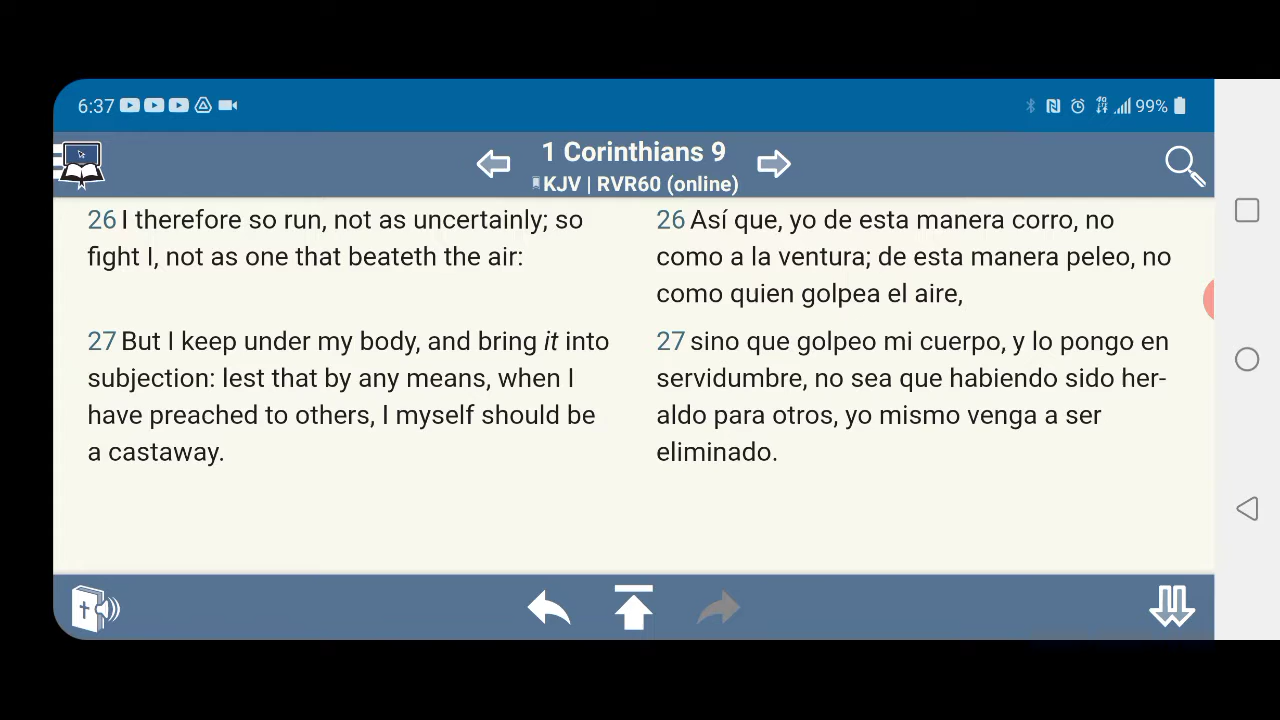 6:37
99%
1 Corinthians 9
KJV | RVR60 (online)
26 I therefore so run, not as uncertainly; so
fight I, not as one that beateth the air:
27 But I keep under my body, and bring it into
subjection: lest that by any means, when I
have preached to others, I myself should be
a castaway.
26 Así que, yo de esta manera corro, no
como a la ventura; de esta manera peleo, no
como quien golpea el aire,
27 sino que golpeo mi cuerpo, y lo pongo en
servidumbre, no sea que habiendo sido her-
aldo para otros, yo mismo venga a ser
eliminado.